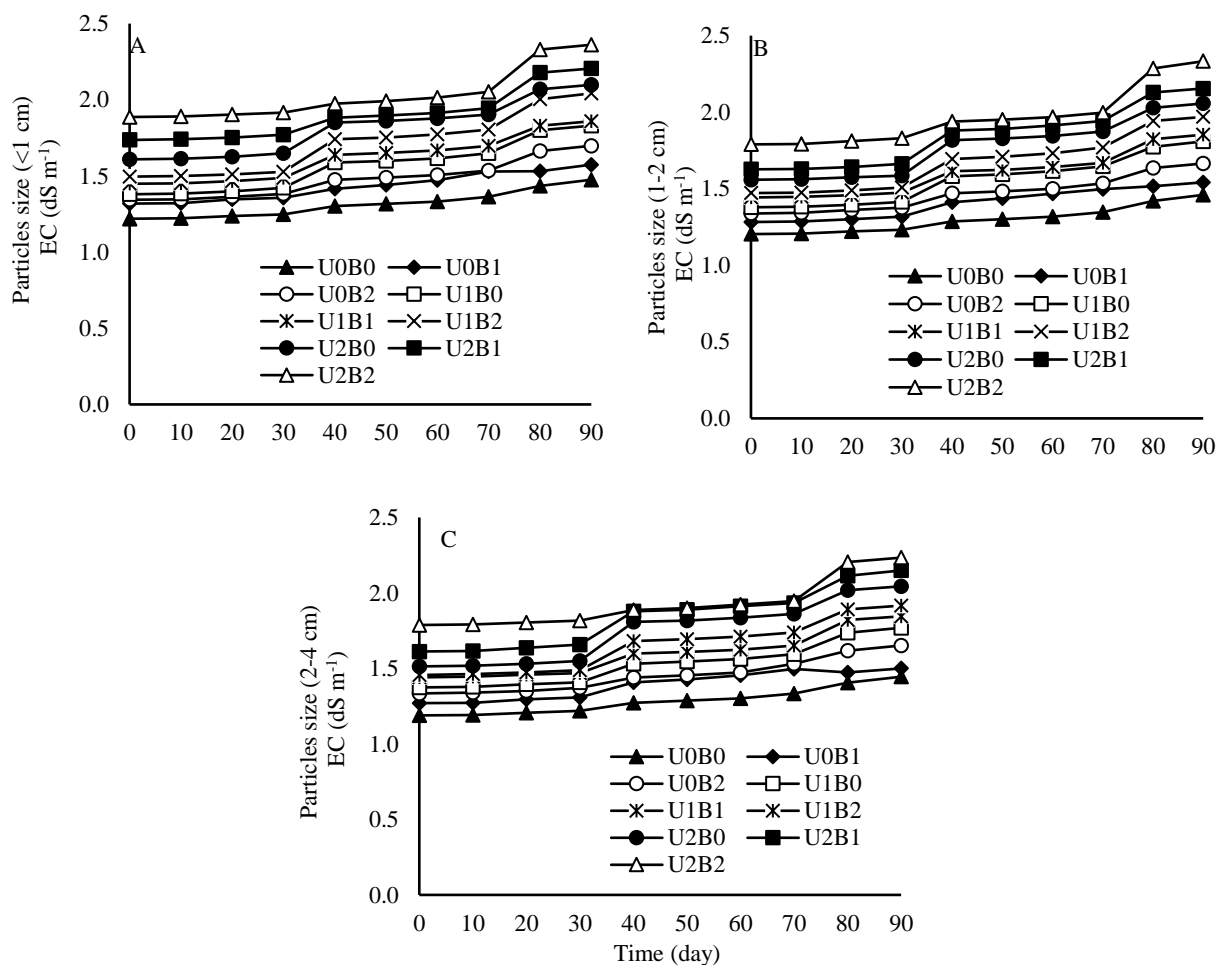 A
Particles size (<1 cm)
EC (dS m⁻¹)
2.5
2.0
1.5
1.0
0.5
0.0
U0B0 U0B1
U0B2 U1B0
U1B1 U1B2
U2B0 U2B1
U2B2
0 10 20 30 40 50 60 70 80 90
B
Particles size (1-2 cm)
EC (dS m⁻¹)
2.5
2.0
1.5
1.0
0.5
0.0
U0B0 U0B1
U0B2 U1B0
U1B1 U1B2
U2B0 U2B1
U2B2
0 10 20 30 40 50 60 70 80 90
C
Particles size (2-4 cm)
EC (dS m⁻¹)
2.5
2.0
1.5
1.0
0.5
0.0
U0B0 U0B1
U0B2 U1B0
U1B1 U1B2
U2B0 U2B1
U2B2
0 10 20 30 40 50 60 70 80 90
Time (day)